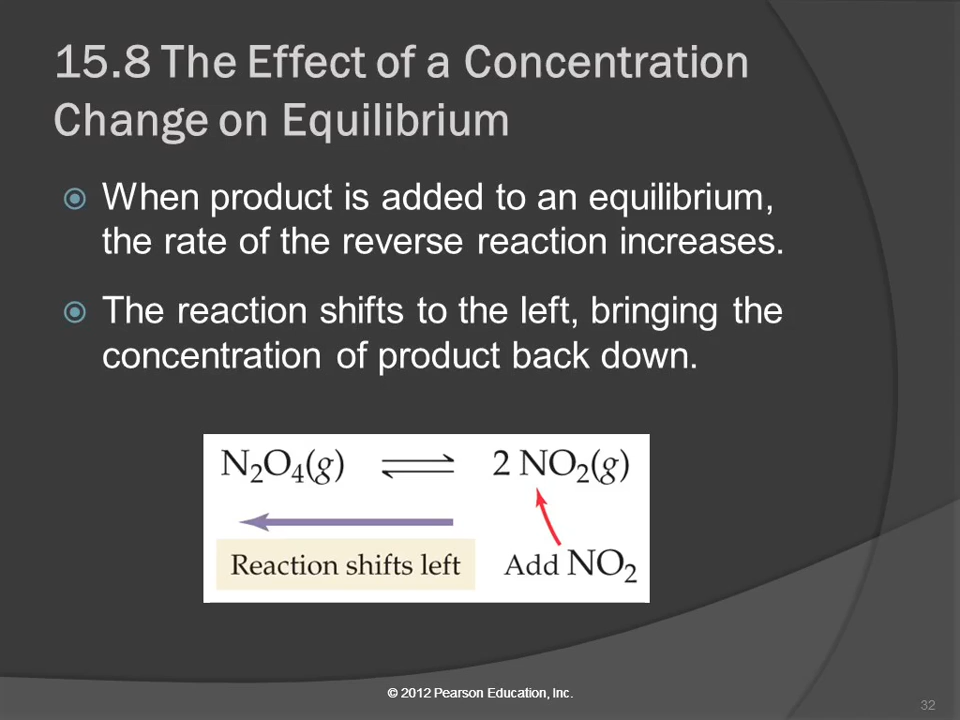 15.8 The Effect of a Concentration
Change on Equilibrium
When product is added to an equilibrium,
the rate of the reverse reaction increases.
The reaction shifts to the left, bringing the
concentration of product back down.
N₂O₄(g) ⇌ 2 NO₂(g)
Reaction shifts left
Add NO₂
© 2012 Pearson Education, Inc.
32